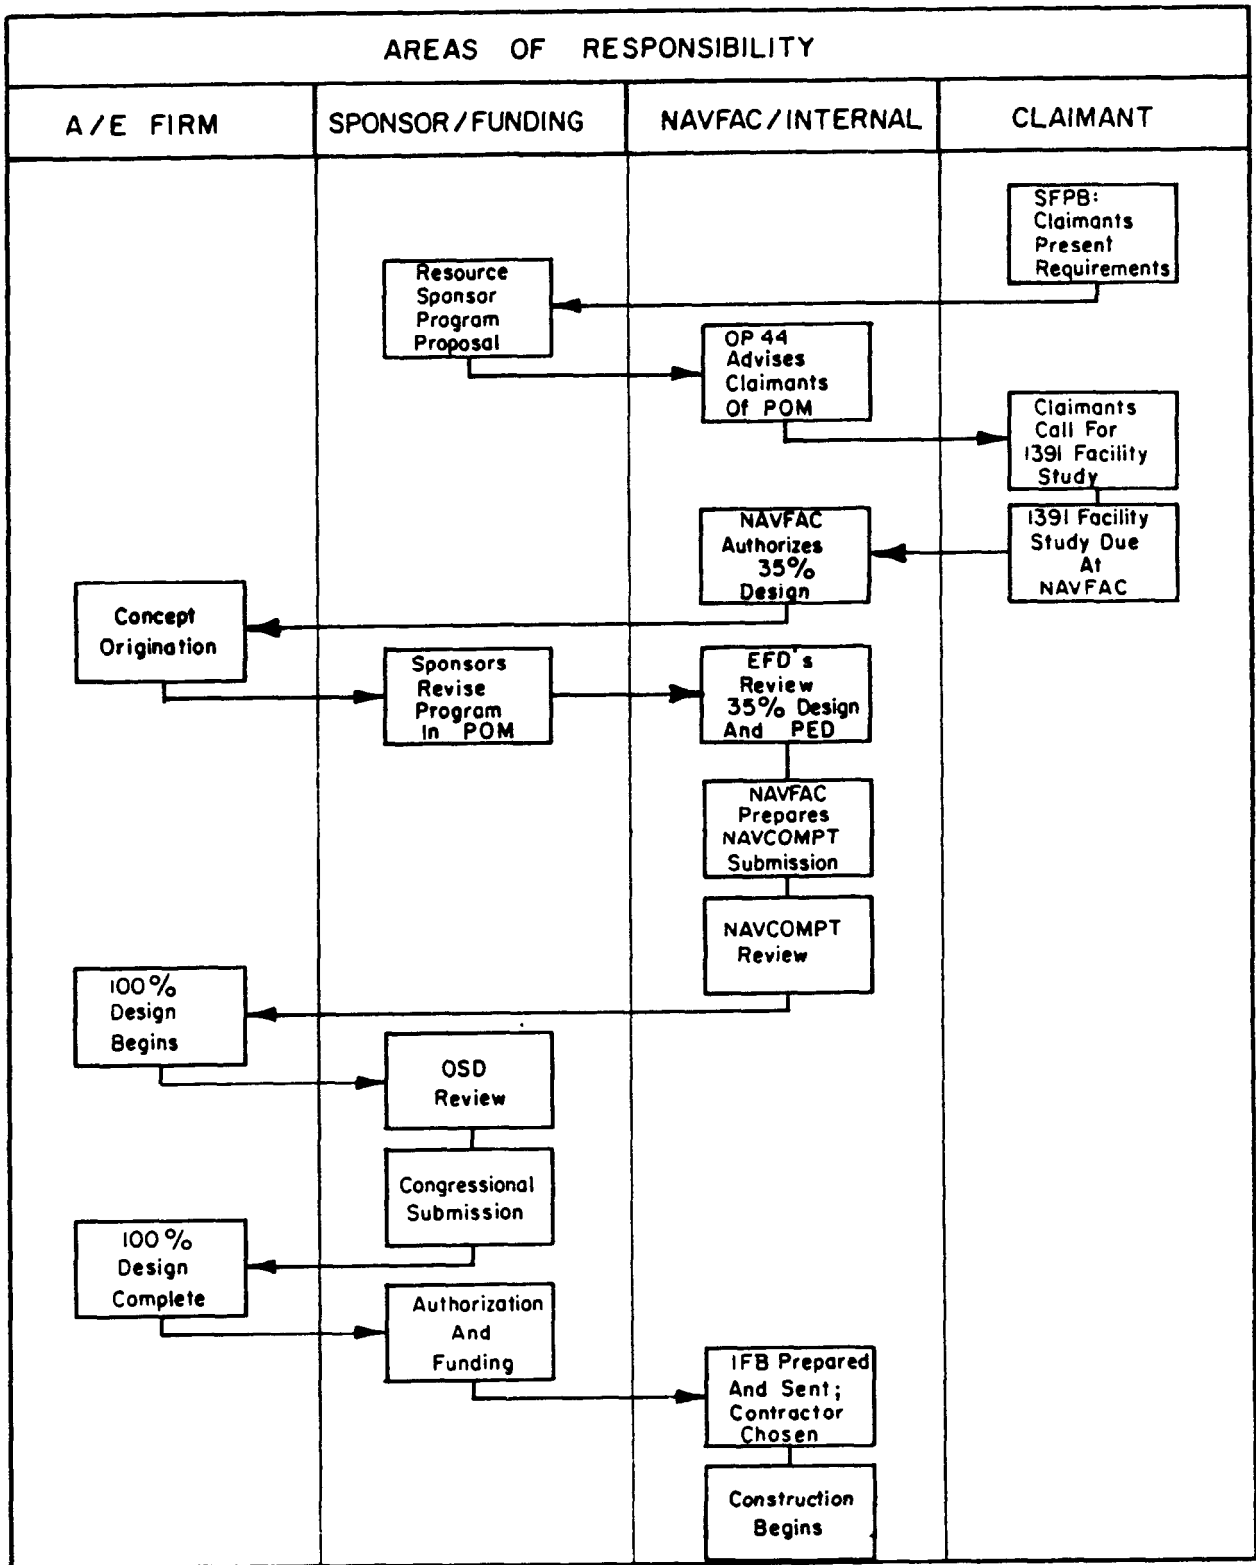 AREAS OF RESPONSIBILITY
A/E FIRM
SPONSOR/FUNDING
NAVFAC/INTERNAL
CLAIMANT
SFPB:
Claimants
Present
Requirements
Resource
Sponsor
Program
Proposal
OP 44
Advises
Claimants
Of POM
Claimants
Call For
1391 Facility
Study
1391 Facility
Study Due
At
NAVFAC
NAVFAC
Authorizes
35%
Design
Concept
Origination
Sponsors
Revise
Program
In POM
EFD's
Review
35% Design
And PED
NAVFAC
Prepares
NAVCOMPT
Submission
NAVCOMPT
Review
100%
Design
Begins
OSD
Review
Congressional
Submission
100%
Design
Complete
Authorization
And
Funding
IFB Prepared
And Sent;
Contractor
Chosen
Construction
Begins